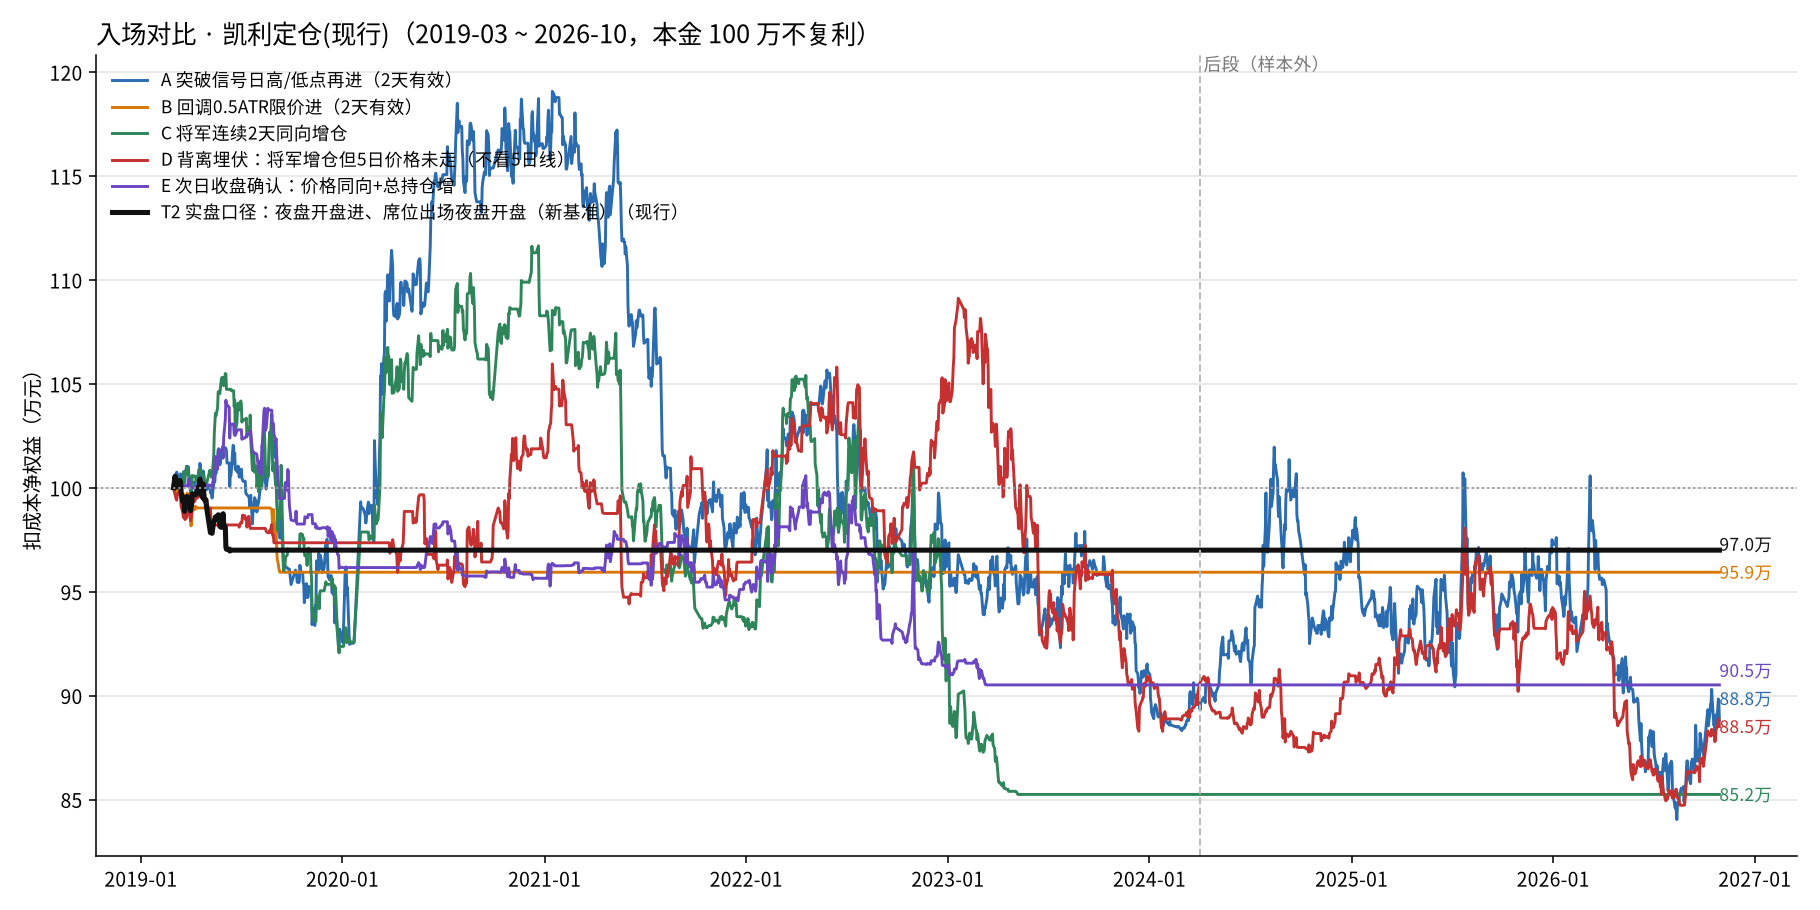 入场对比 · 凯利定仓(现行)（2019-03 ~ 2026-10，本金 100 万不复利）
后段（样本外）
A 突破信号日高/低点再进（2天有效）
B 回调0.5ATR限价进（2天有效）
C 将军连续2天同向增仓
D 背离埋伏：将军增仓但5日价格未走（不看5日线）
E 次日收盘确认：价格同向+总持仓增
T2 实盘口径：夜盘开盘进、席位出场夜盘开盘（新基准）（现行）
扣成本净权益（万元）
120
115
110
105
100
95
90
85
97.0万
95.9万
90.5万
88.8万
88.5万
85.2万
2019-01
2020-01
2021-01
2022-01
2023-01
2024-01
2025-01
2026-01
2027-01